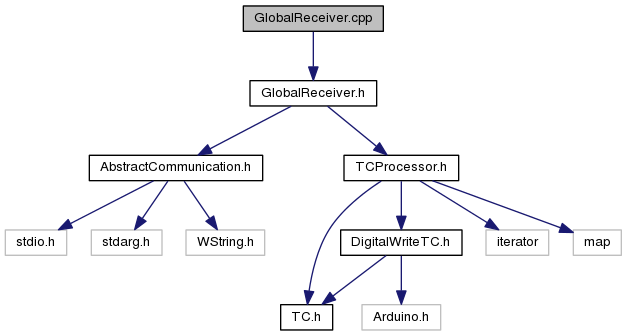 GlobalReceiver.cpp
GlobalReceiver.h
AbstractCommunication.h
TCProcessor.h
stdio.h
stdarg.h
WString.h
DigitalWriteTC.h
iterator
map
TC.h
Arduino.h